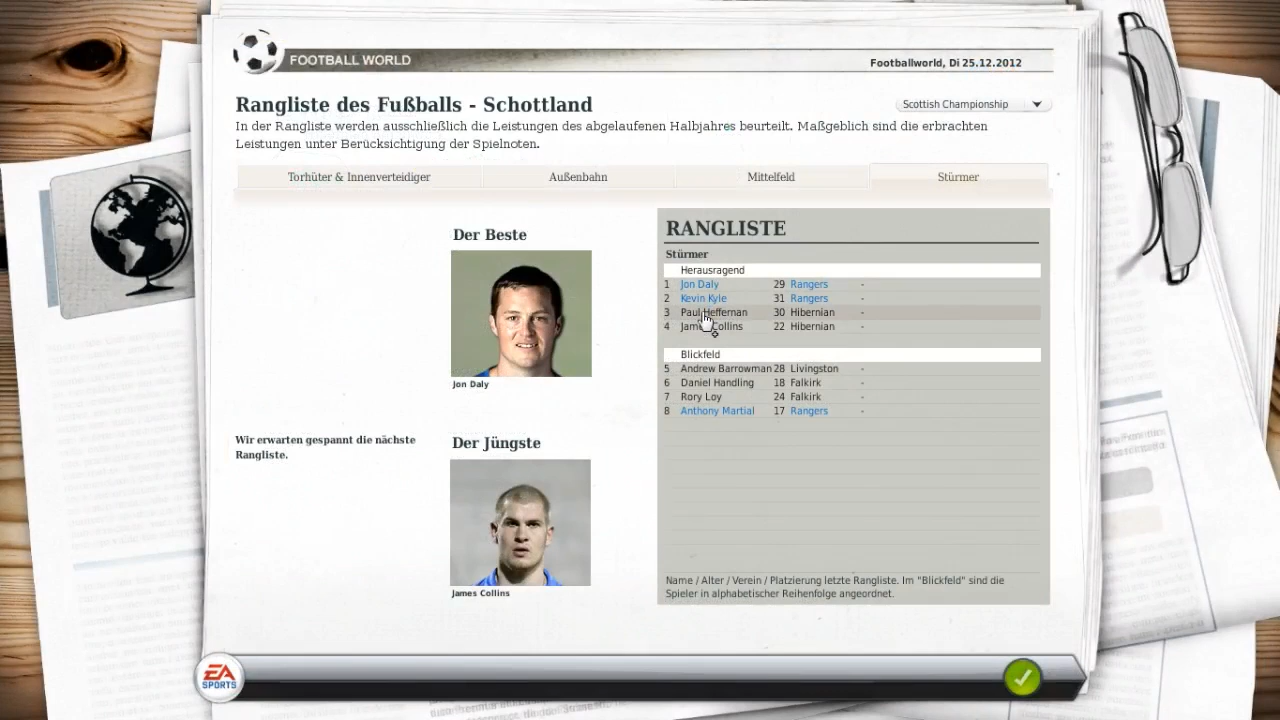 FOOTBALL WORLD
Footballworld, Di 25.12.2012
Rangliste des Fußballs - Schottland
Scottish Championship
In der Rangliste werden ausschließlich die Leistungen des abgelaufenen Halbjahres beurteilt. Maßgeblich sind die erbrachten
Leistungen unter Berücksichtigung der Spielnoten.
Torhüter & Innenverteidiger
Außenbahn
Mittelfeld
Stürmer
Der Beste
Jon Daly
Wir erwarten gespannt die nächste
Rangliste.
Der Jüngste
James Collins
RANGLISTE
Stürmer
Herausragend
1 Jon Daly 29 Rangers -
2 Kevin Kyle 31 Rangers -
3 Paul Heffernan 30 Hibernian -
4 James Collins 22 Hibernian -
Blickfeld
5 Andrew Barrowman 28 Livingston -
6 Daniel Handling 18 Falkirk -
7 Rory Loy 24 Falkirk -
8 Anthony Martial 17 Rangers -
Name / Alter / Verein / Platzierung letzte Rangliste. Im "Blickfeld" sind die
Spieler in alphabetischer Reihenfolge angeordnet.
EA
SPORTS